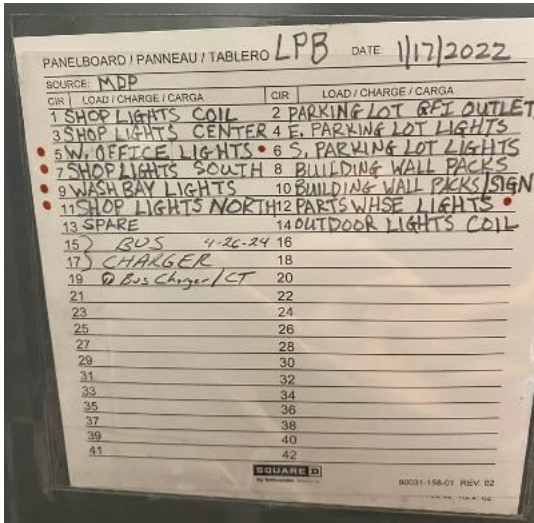 PANELBOARD / PANNEAU / TABLERO LPB DATE 1/17/2022
SOURCE: MDP
CIR LOAD / CHARGE / CARGA CIR LOAD / CHARGE / CARGA
1 SHOP LIGHTS COIL 2 PARKING LOT GFI OUTLET
3 SHOP LIGHTS CENTER 4 E. PARKING LOT LIGHTS
5 W. OFFICE LIGHTS 6 S. PARKING LOT LIGHTS
7 SHOP LIGHTS SOUTH 8 BUILDING WALL PACKS
9 WASH BAY LIGHTS 10 BUILDING WALL PACKS/SIGN
11 SHOP LIGHTS NORTH 12 PARTS WHSE LIGHTS
13 SPARE 14 OUTDOOR LIGHTS COIL
15 BUS 4-26-24 16
17 CHARGER 18
19 Bus Charger/CT 20
21 22
23 24
25 26
27 28
29 30
31 32
33 34
35 36
37 38
39 40
41 42
SQUARE D
by Schneider Electric
80031-158-01 REV. 02
REV. 02